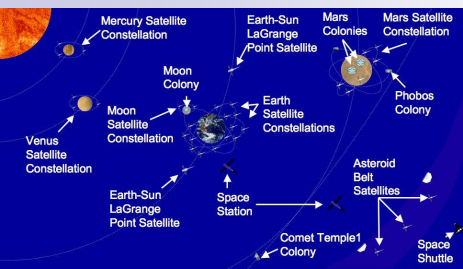 Mercury Satellite
Constellation
Earth-Sun
LaGrange
Point Satellite
Mars
Colonies
Mars Satellite
Constellation
Moon
Colony
Phobos
Colony
Moon
Satellite
Constellation
Earth
Satellite
Constellations
Venus
Satellite
Constellation
Earth-Sun
LaGrange
Point Satellite
Space
Station
Asteroid
Belt
Satellites
Comet Temple1
Colony
Space
Shuttle